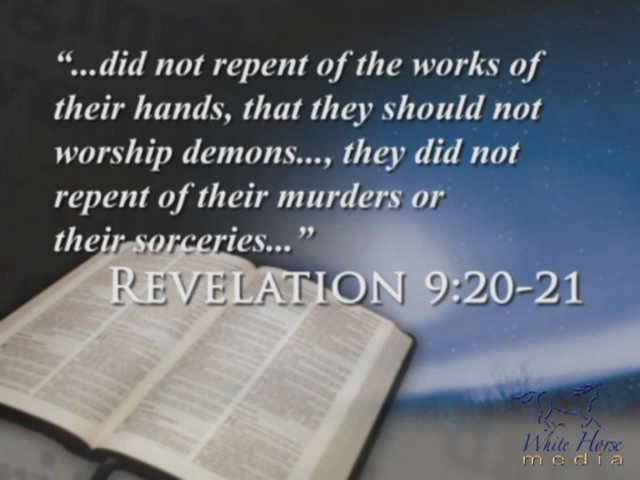 “...did not repent of the works of
their hands, that they should not
worship demons..., they did not
repent of their murders or
their sorceries...”
REVELATION 9:20-21
White Horse
media